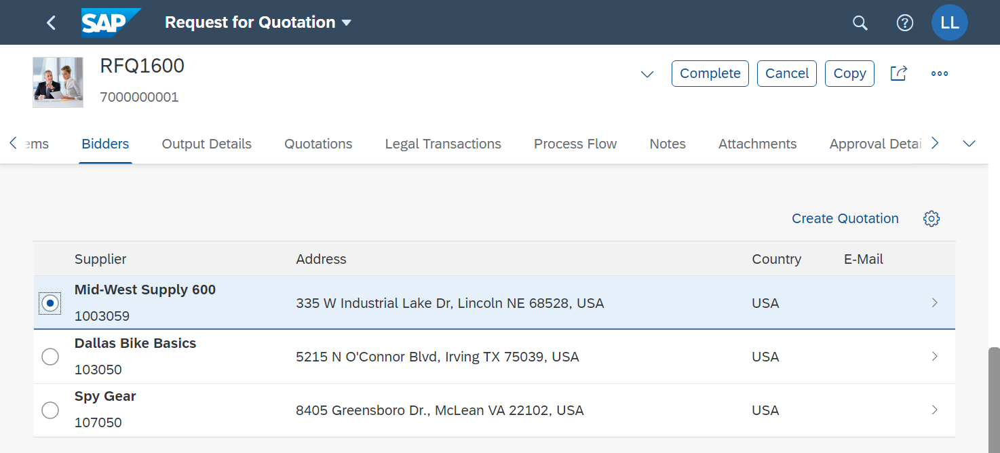 SAP Request for Quotation LL
RFQ1600
7000000001
Complete Cancel Copy
ems Bidders Output Details Quotations Legal Transactions Process Flow Notes Attachments Approval Detai
Create Quotation
Supplier Address Country E-Mail
Mid-West Supply 600
1003059
335 W Industrial Lake Dr, Lincoln NE 68528, USA USA
Dallas Bike Basics
103050
5215 N O'Connor Blvd, Irving TX 75039, USA USA
Spy Gear
107050
8405 Greensboro Dr., McLean VA 22102, USA USA